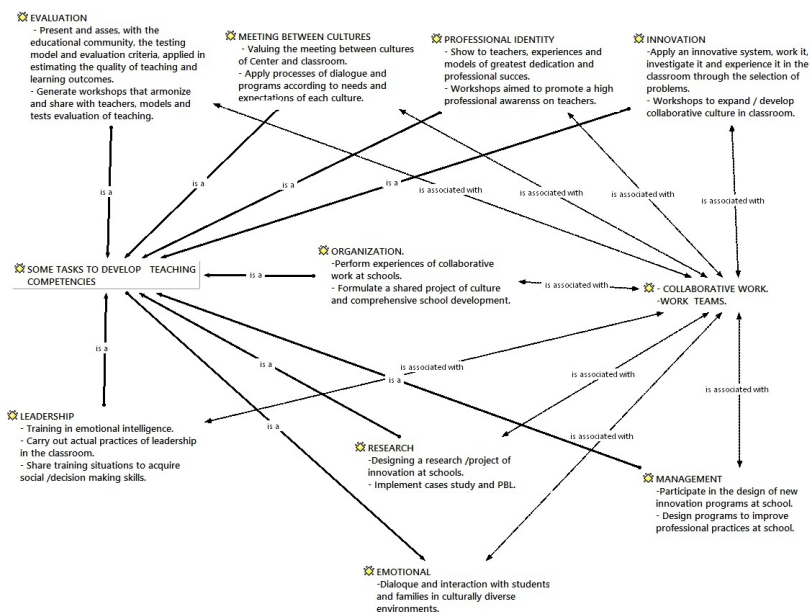 EVALUATION
- Present and asses, with the
educational community, the testing
model and evaluation criteria, applied in
estimating the quality of teaching and
learning outcomes.
- Generate workshops that armonize
and share with teachers, models and
tests evaluation of teaching.
MEETING BETWEEN CULTURES
- Valuing the meeting between cultures
of Center and classroom.
- Apply processes of dialogue and
programs according to needs and
expectations of each culture.
PROFESSIONAL IDENTITY
- Show to teachers, experiences and
models of greatest dedication and
professional succes.
- Workshops aimed to promote a high
professional awarenss on teachers.
INNOVATION
-Apply an innovative system, work it,
investigate it and experience it in the
classroom through the selection of
problems.
- Workshops to expand / develop
collaborative culture in classroom.
is a
is a
is a
is a
is associated with
is associated with
is associated with
is associated with
SOME TASKS TO DEVELOP TEACHING
COMPETENCIES
is a
ORGANIZATION.
-Perform experiences of collaborative
work at schools.
- Formulate a shared project of culture
and comprehensive school development.
is associated with
- COLLABORATIVE WORK.
-WORK TEAMS.
is a
is a
is associated with
is a
is associated with
is associated with
LEADERSHIP
- Training in emotional intelligence.
- Carry out actual practices of leadership
in the classroom.
- Share training situations to acquire
social /decision making skills.
is a
RESEARCH
-Designing a research /project of
innovation at schools.
- Implement cases study and PBL.
is associated with
MANAGEMENT
-Participate in the design of new
innovation programs at school.
- Design programs to improve
professional practices at school.
EMOTIONAL
-Dialogue and interaction with students
and families in culturally diverse
environments.